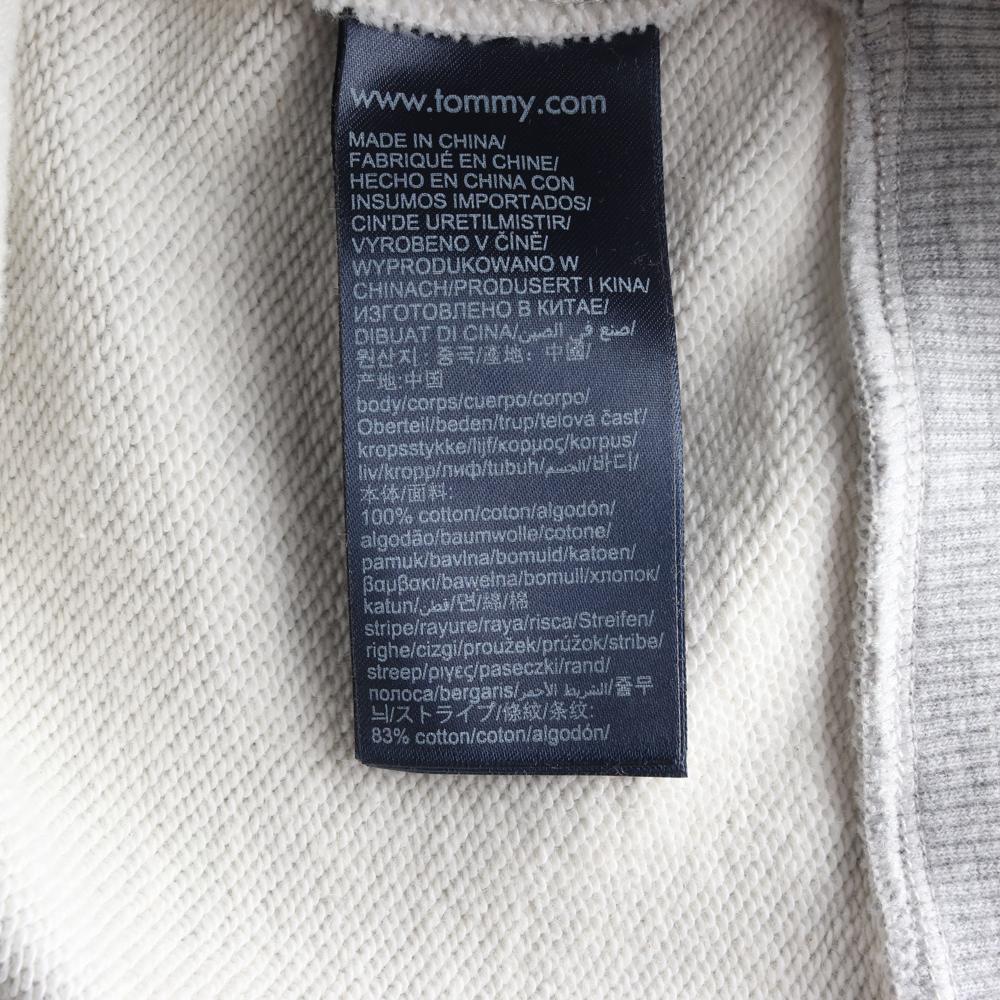 www.tommy.com
MADE IN CHINA/
FABRIQUÉ EN CHINE/
HECHO EN CHINA CON
INSUMOS IMPORTADOS/
CIN'DE URETILMISTIR/
VYROBENO V ČÍNĚ/
WYPRODUKOWANO W
CHINACH/PRODUSERT I KINA/
ИЗГОТОВЛЕНО В КИТАЕ/
DIBUAT DI CINA/صنع في الصين/
원산지: 중국/產地: 中國/
产地:中国
body/corps/cuerpo/corpo/
Oberteil/beden/trup/telová časť/
kropsstykke/lijf/κορμος/korpus/
liv/kropp/лиф/tubuh/الجسم/바디/
本体/面料:
100% cotton/coton/algodón/
algodão/baumwolle/cotone/
pamuk/bavlna/bomuld/katoen/
βαμβακι/bawełna/bomull/хлопок/
katun/قطن/면/綿/棉
stripe/rayure/raya/risca/Streifen/
righe/cizgi/proužek/prúžok/stribe/
streep/ριγες/paseczki/rand/
полоса/bergaris/الشريط الأحمر/줄무
늬/ストライプ/條紋/条纹:
83% cotton/coton/algodón/